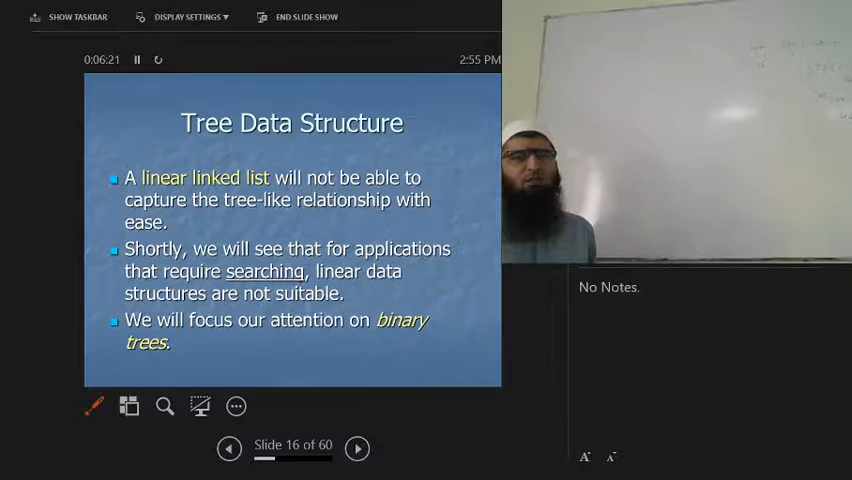 SHOW TASKBAR DISPLAY SETTINGS ▾ END SLIDE SHOW
0:06:21 2:55 PM
Tree Data Structure
A linear linked list will not be able to
capture the tree-like relationship with
ease.
Shortly, we will see that for applications
that require searching, linear data
structures are not suitable.
We will focus our attention on binary
trees.
No Notes.
Slide 16 of 60
A A